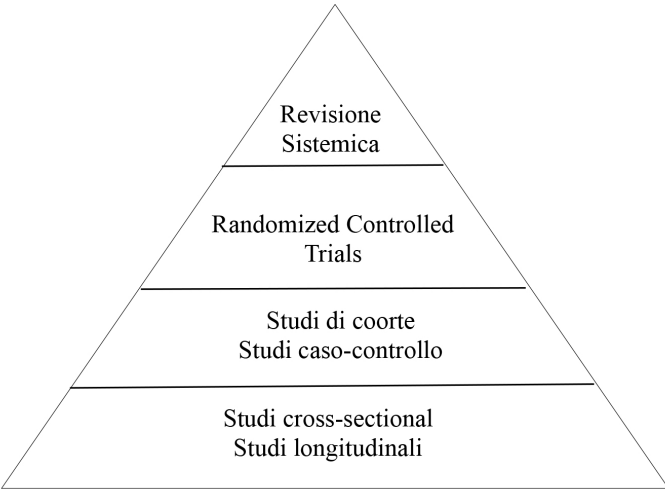 Revisione
Sistemica
Randomized Controlled
Trials
Studi di coorte
Studi caso-controllo
Studi cross-sectional
Studi longitudinali